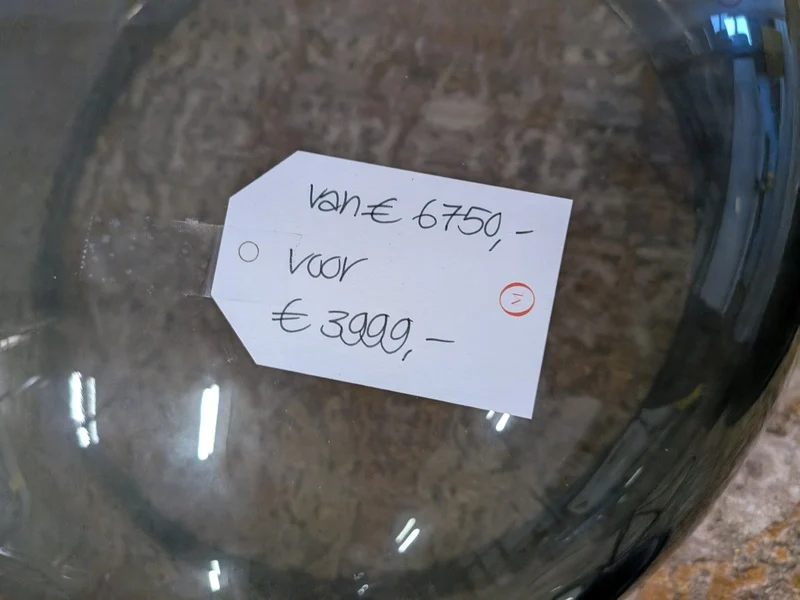 van € 6750,-
voor
€ 3999,-